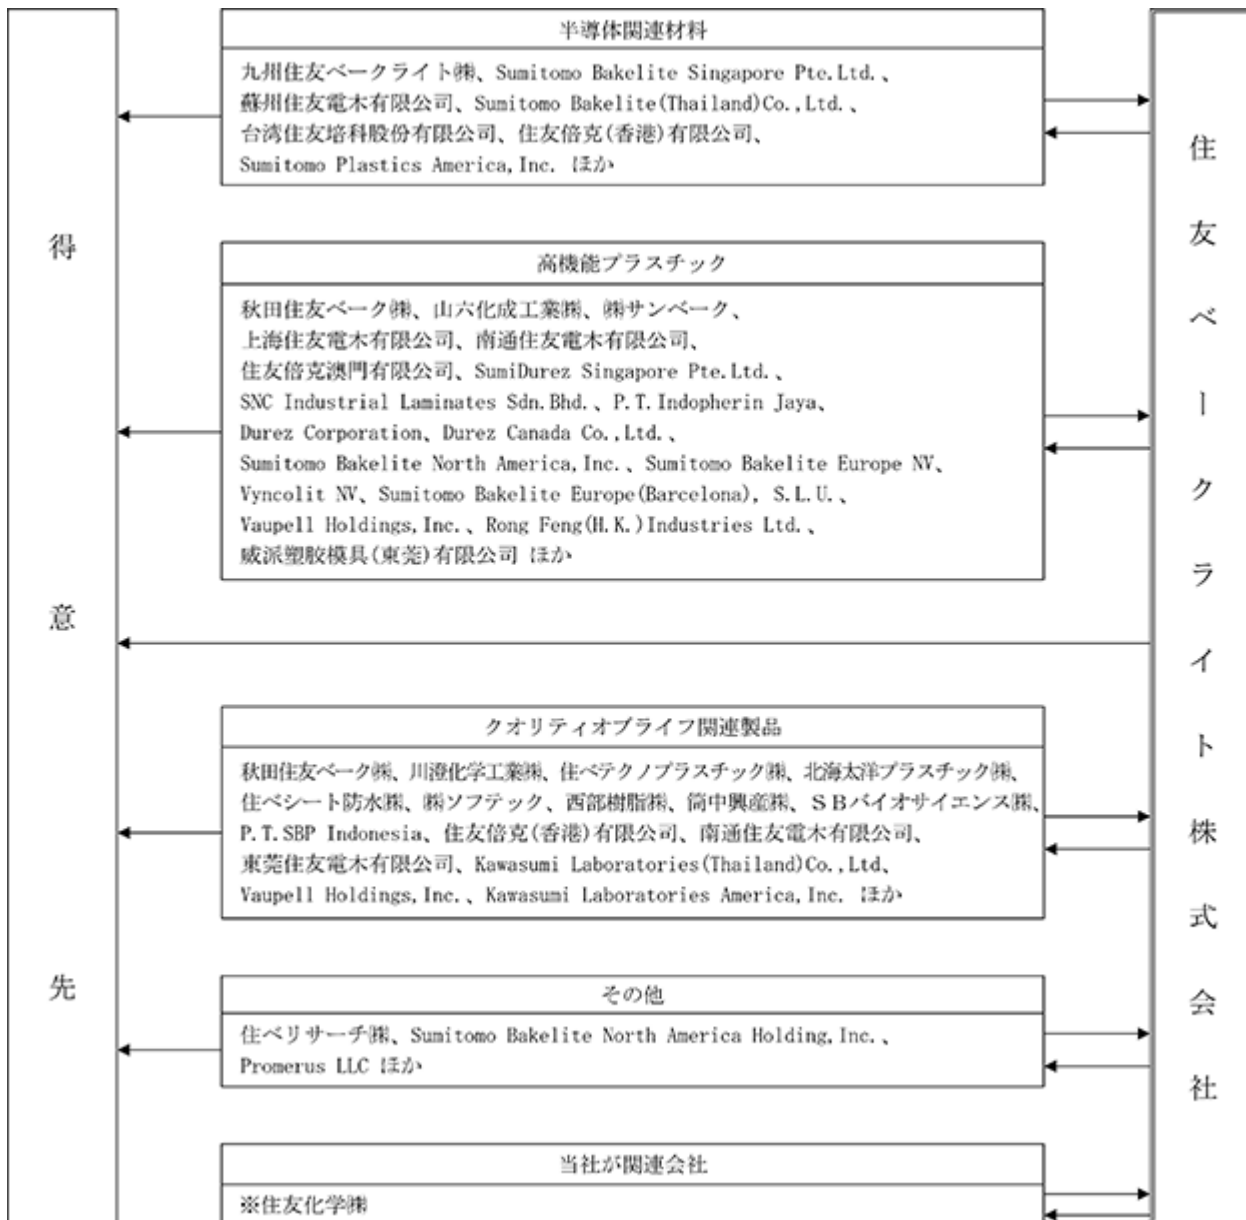 得意先
半導体関連材料
九州住友ベークライト㈱、Sumitomo Bakelite Singapore Pte.Ltd.、
蘇州住友電木有限公司、Sumitomo Bakelite(Thailand)Co.,Ltd.、
台湾住友培科股份有限公司、住友倍克(香港)有限公司、
Sumitomo Plastics America,Inc. ほか
高機能プラスチック
秋田住友ベーク㈱、山六化成工業㈱、㈱サンベーク、
上海住友電木有限公司、南通住友電木有限公司、
住友倍克澳門有限公司、SumiDurez Singapore Pte.Ltd.、
SNC Industrial Laminates Sdn.Bhd.、P.T.Indopherin Jaya、
Durez Corporation、Durez Canada Co.,Ltd.、
Sumitomo Bakelite North America,Inc.、Sumitomo Bakelite Europe NV、
Vyncolit NV、Sumitomo Bakelite Europe(Barcelona), S.L.U.、
Vaupell Holdings,Inc.、Rong Feng(H.K.)Industries Ltd.、
威派塑胶模具(東莞)有限公司 ほか
クオリティオブライフ関連製品
秋田住友ベーク㈱、川澄化学工業㈱、住ベテクノプラスチック㈱、北海太洋プラスチック㈱、
住ベシート防水㈱、㈱ソフテック、西部樹脂㈱、筒中興産㈱、ＳＢバイオサイエンス㈱、
P.T.SBP Indonesia、住友倍克(香港)有限公司、南通住友電木有限公司、
東莞住友電木有限公司、Kawasumi Laboratories(Thailand)Co.,Ltd、
Vaupell Holdings,Inc.、Kawasumi Laboratories America,Inc. ほか
その他
住ベリサーチ㈱、Sumitomo Bakelite North America Holding,Inc.、
Promerus LLC ほか
当社が関連会社
※住友化学㈱
住友ベークライト株式会社